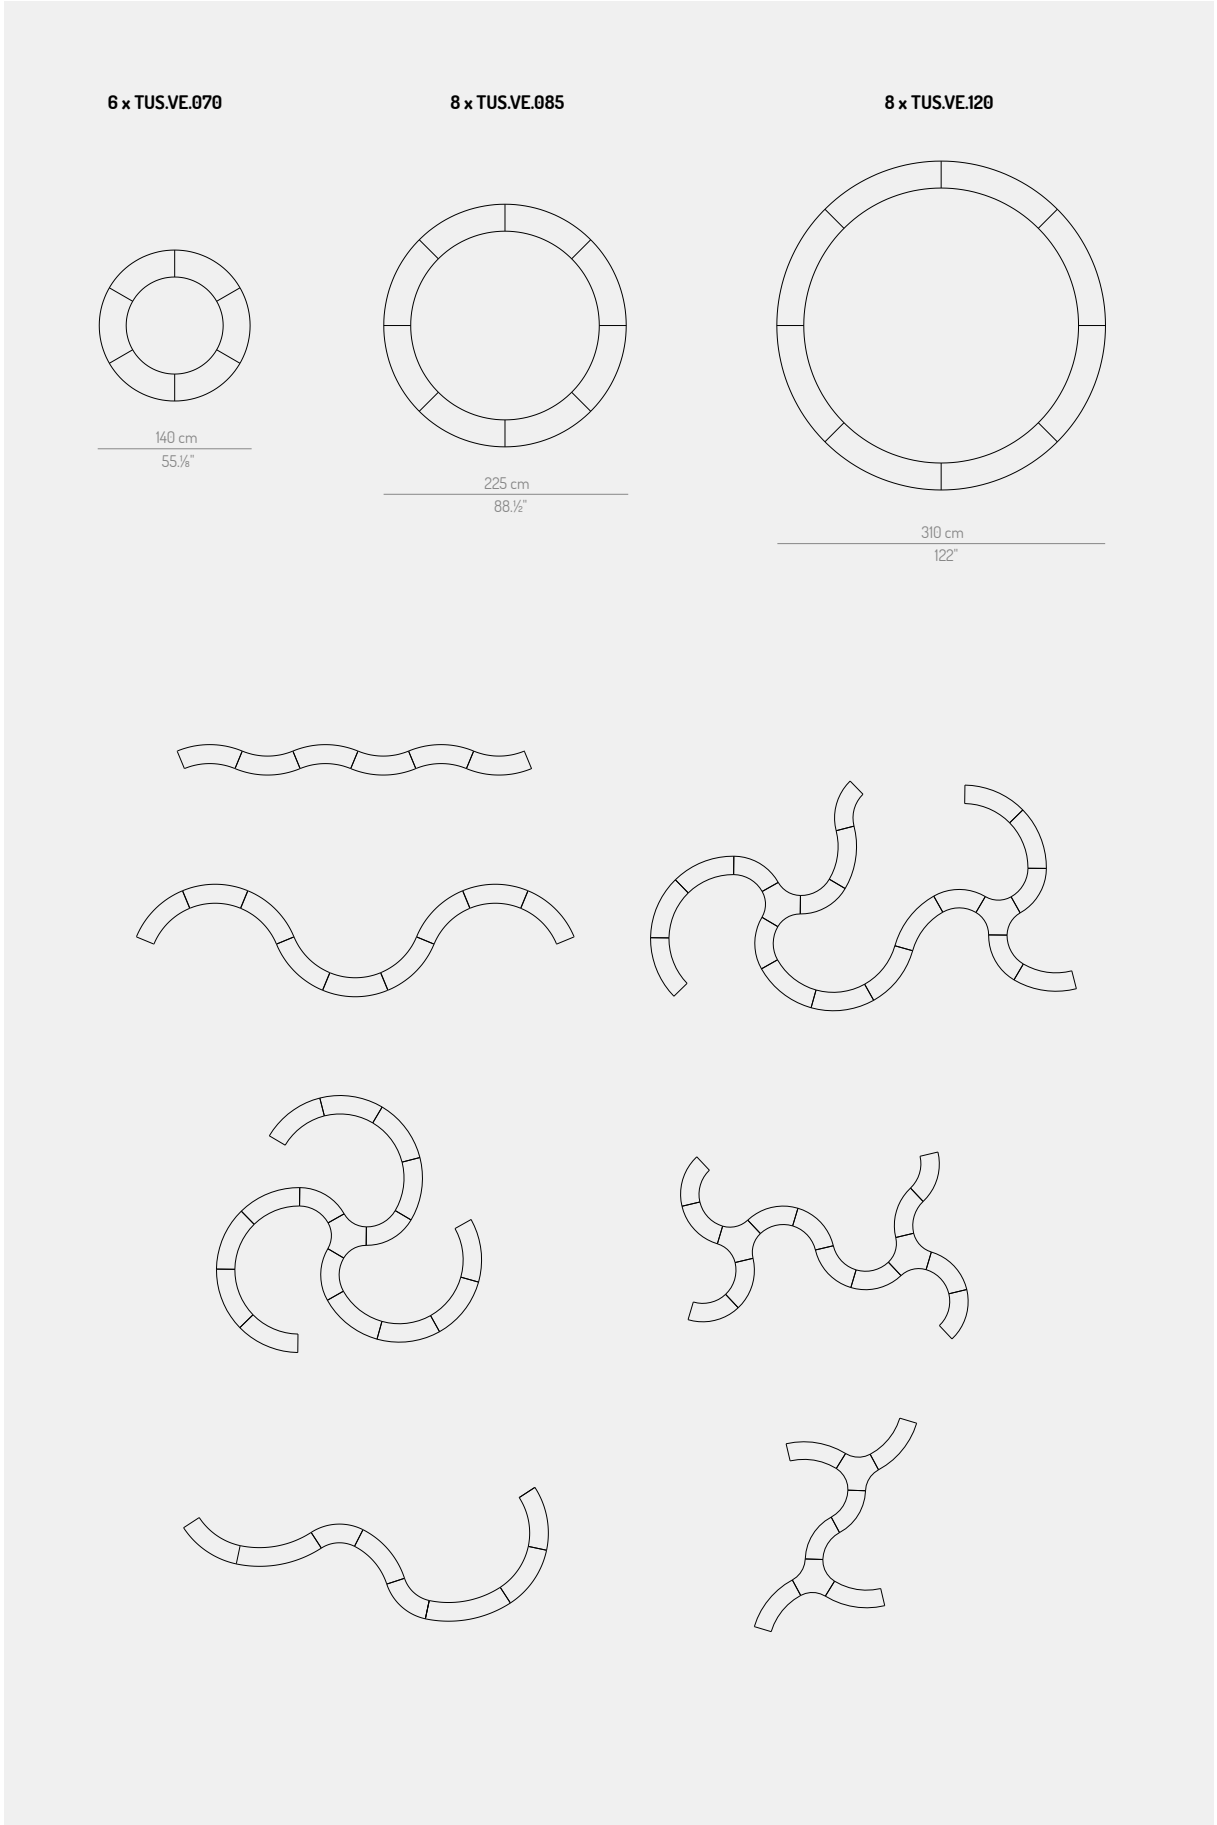 6 x TUS.VE.070
8 x TUS.VE.085
8 x TUS.VE.120
140 cm
55.⅛"
225 cm
88.½"
310 cm
122"